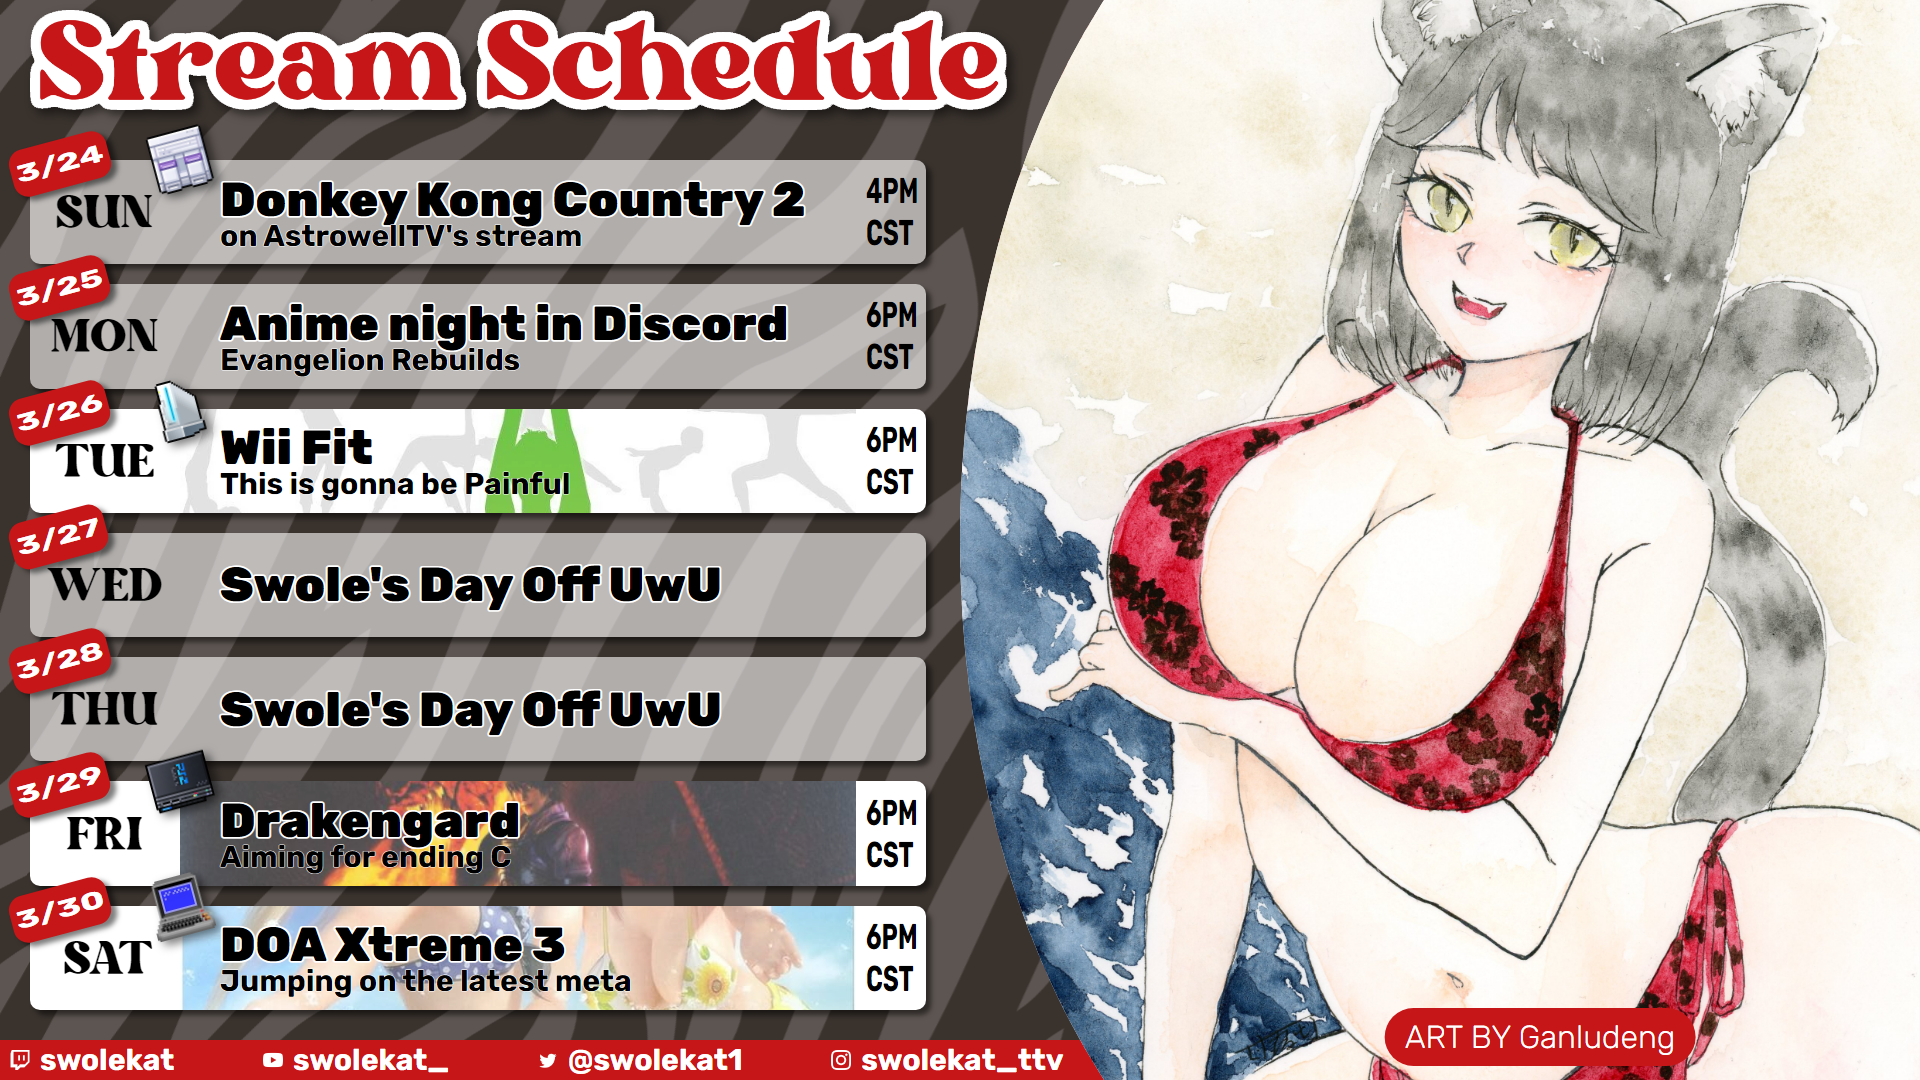 Stream Schedule
3/24
SUN
Donkey Kong Country 2
on AstrowellTV's stream
4PM
CST
3/25
MON
Anime night in Discord
Evangelion Rebuilds
6PM
CST
3/26
TUE
Wii Fit
This is gonna be Painful
6PM
CST
3/27
WED
Swole's Day Off UwU
3/28
THU
Swole's Day Off UwU
3/29
FRI
Drakengard
Aiming for ending C
6PM
CST
3/30
SAT
DOA Xtreme 3
Jumping on the latest meta
6PM
CST
swolekat
swolekat_
@swolekat1
swolekat_ttv
ART BY Ganludeng